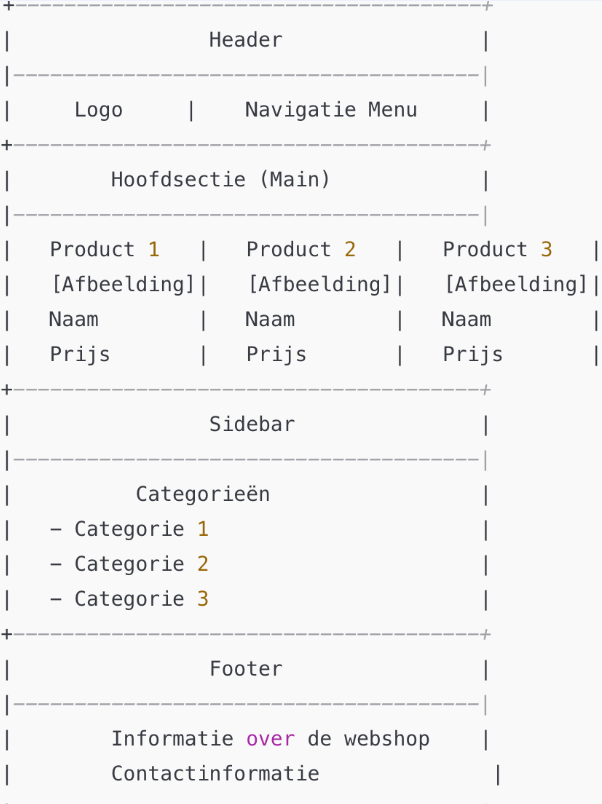 +---------------------------------------+
|                Header                |
|--------------------------------------|
|     Logo     |    Navigatie Menu     |
+---------------------------------------+
|        Hoofdsectie (Main)            |
|--------------------------------------|
|   Product 1   |   Product 2   |   Product 3   |
|   [Afbeelding]|   [Afbeelding]|   [Afbeelding]|
|   Naam        |   Naam        |   Naam        |
|   Prijs       |   Prijs       |   Prijs       |
+---------------------------------------+
|                Sidebar               |
|--------------------------------------|
|          Categorieën                 |
|   - Categorie 1                      |
|   - Categorie 2                      |
|   - Categorie 3                      |
+---------------------------------------+
|                Footer                |
|--------------------------------------|
|        Informatie over de webshop    |
|        Contactinformatie              |